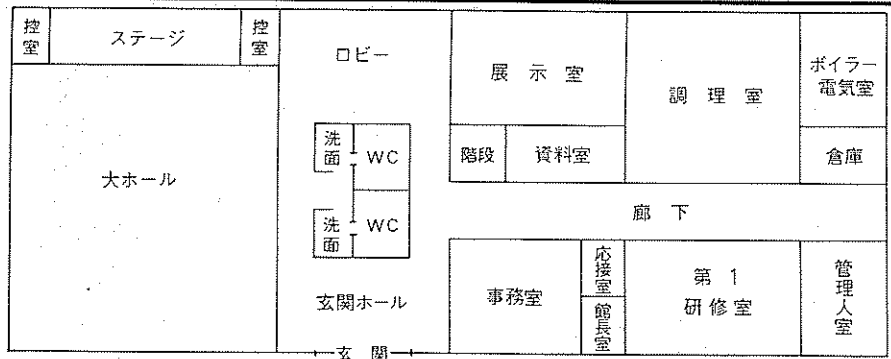 控室
ステージ
控室
ロビー
展示室
調理室
ボイラー
電気室
大ホール
洗面
WC
階段
資料室
倉庫
洗面
WC
廊下
玄関ホール
事務室
応接室
館長室
第1
研修室
管理人室
玄関